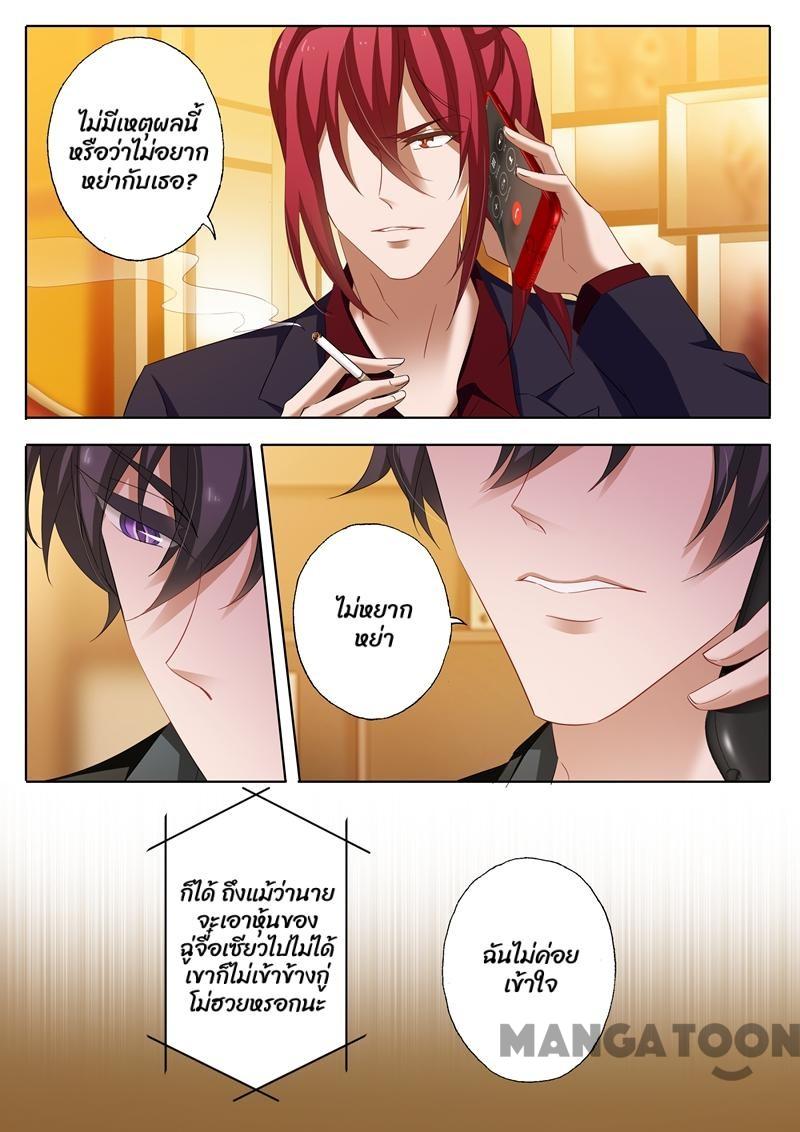 ไม่มีเหตุผลนี้
หรือว่าไม่อยาก
หย่ากับเธอ?
ไม่หยาก
หย่า
ก็ได้ ถึงแม้ว่านาย
จะเอาหุ้นของ
ฉู่จื่อเซียวไปไม่ได้
เขาก็ไม่เข้าข้างกู่
โม่ฮวยหรอกนะ
ฉันไม่ค่อย
เข้าใจ
MANGATOON